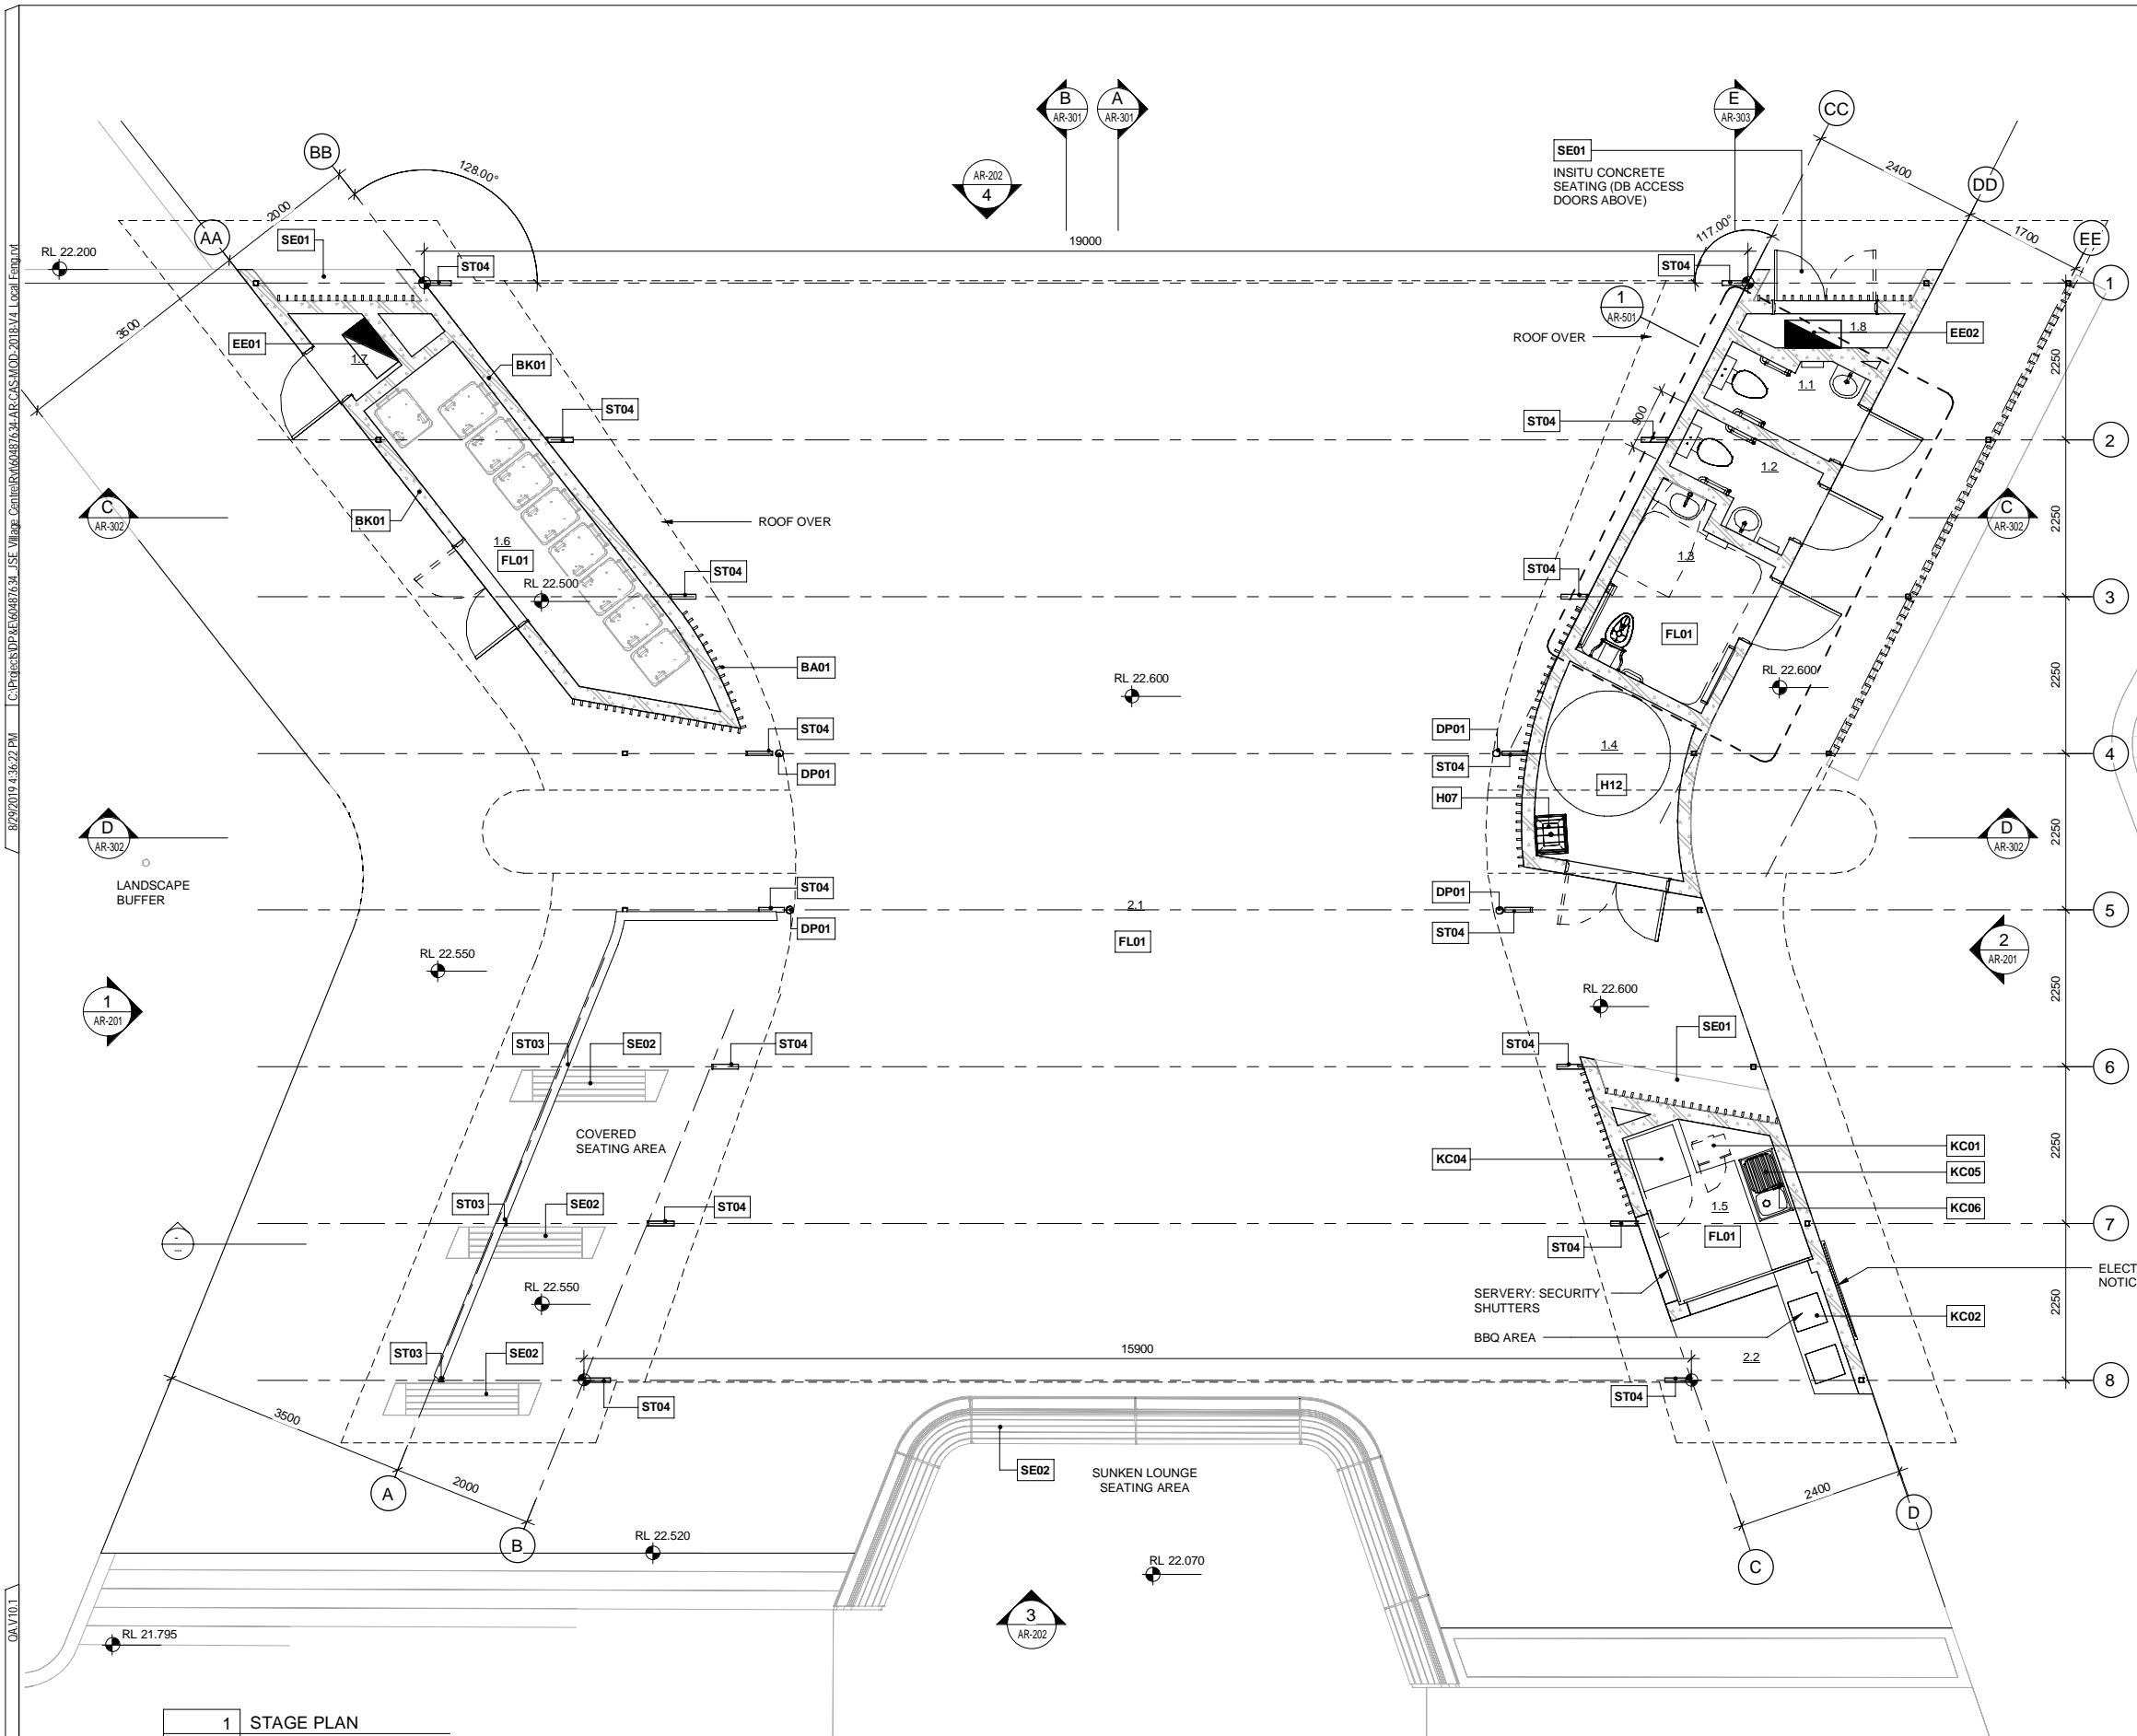 B
AR-301
A
AR-301
E
AR-303
CC
BB
128.00°
AR-202
4
SE01
INSITU CONCRETE
SEATING (DB ACCESS
DOORS ABOVE)
2400
DD
2000
AA
SE01
RL 22.200
19000
117.00°
1700
EE
ST04
ST04
1
3500
EE01
1.7
BK01
1
AR-501
ROOF OVER
1.8
EE02
2250
1.1
ST04
900
ST04
2
1.2
C
AR-302
BK01
ROOF OVER
C
AR-302
2250
1.6
FL01
RL 22.500
ST04
1.3
ST04
3
FL01
BA01
RL 22.600
RL 22.600
2250
ST04
DP01
1.4
4
DP01
ST04
H12
H07
D
AR-302
D
AR-302
2250
LANDSCAPE
BUFFER
ST04
DP01
2.1
5
DP01
ST04
FL01
RL 22.550
2
AR-201
RL 22.600
2250
1
AR-201
SE01
ST03
SE02
ST04
ST04
6
COVERED
SEATING AREA
KC04
KC01
2250
KC05
ST03
SE02
ST04
1.5
KC06
7
-
---
ST04
FL01
ELECT
NOTIC
RL 22.550
SERVERY: SECURITY
SHUTTERS
2250
KC02
BBQ AREA
ST03
SE02
15900
2.2
8
ST04
ST04
3500
SE02
SUNKEN LOUNGE
SEATING AREA
2000
2400
A
D
B
RL 22.520
C
RL 22.070
3
AR-202
RL 21.795
1 STAGE PLAN
8/29/2019 4:36:22 PM
QA V10.1